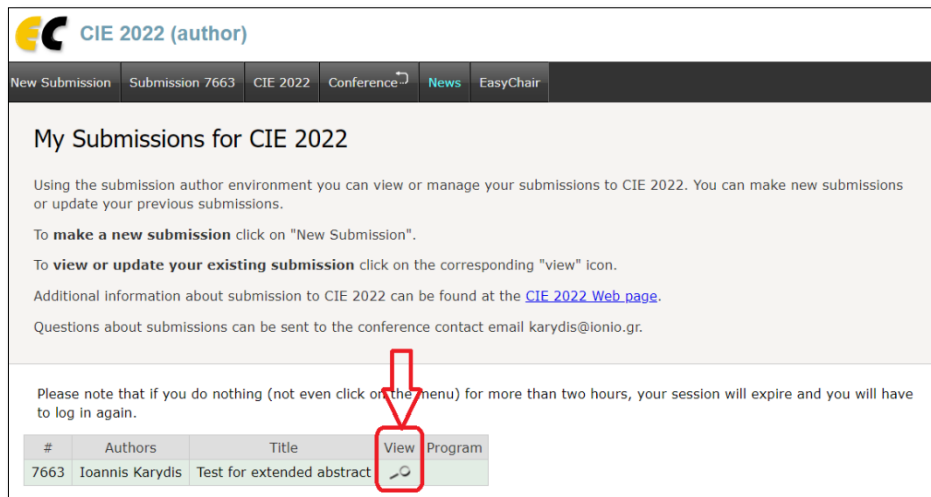 EC CIE 2022 (author)
New Submission Submission 7663 CIE 2022 Conference News EasyChair
My Submissions for CIE 2022
Using the submission author environment you can view or manage your submissions to CIE 2022. You can make new submissions
or update your previous submissions.
To make a new submission click on "New Submission".
To view or update your existing submission click on the corresponding "view" icon.
Additional information about submission to CIE 2022 can be found at the CIE 2022 Web page.
Questions about submissions can be sent to the conference contact email karydis@ionio.gr.
Please note that if you do nothing (not even click on the menu) for more than two hours, your session will expire and you will have
to log in again.
# Authors Title View Program
7663 Ioannis Karydis Test for extended abstract